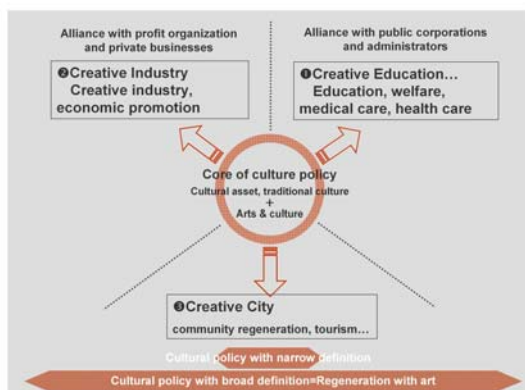 Alliance with profit organization
and private businesses
Alliance with public corporations
and administrators
❷Creative Industry
Creative industry,
economic promotion
❶Creative Education…
Education, welfare,
medical care, health care
Core of culture policy
Cultural asset, traditional culture
+
Arts & culture
❸Creative City
community regeneration, tourism…
Cultural policy with narrow definition
Cultural policy with broad definition=Regeneration with art